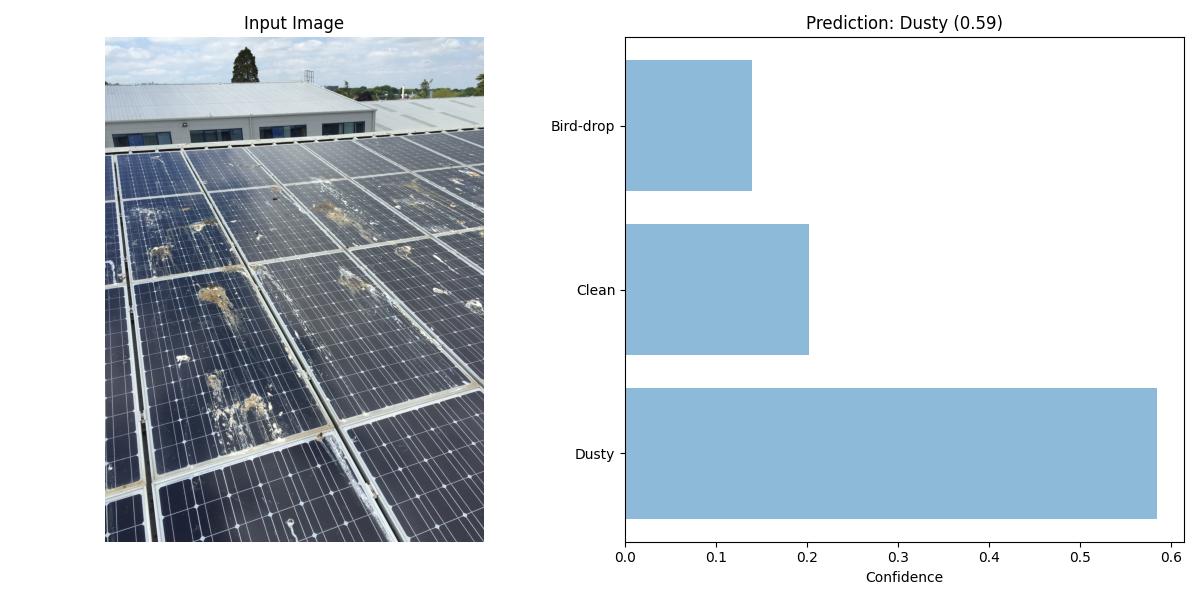 Input Image
Prediction: Dusty (0.59)
Bird-drop
Clean
Dusty
0.0 0.1 0.2 0.3 0.4 0.5 0.6
Confidence